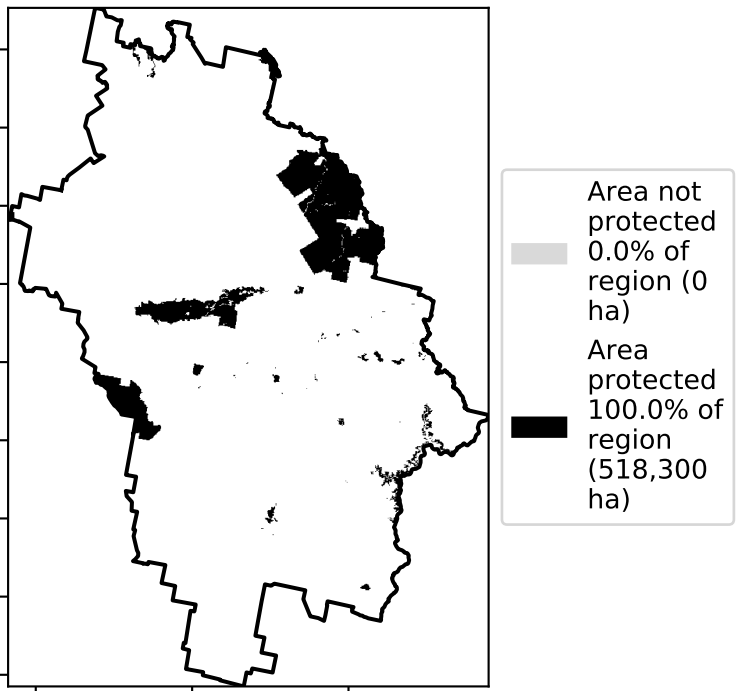 Area not
protected
0.0% of
region (0
ha)
Area
protected
100.0% of
region
(518,300
ha)